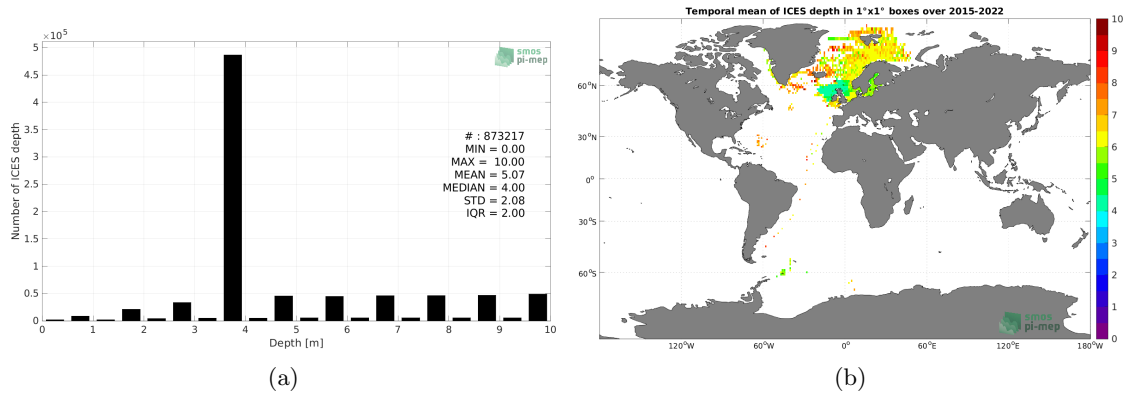 5 ×10⁵
4.5
4
3.5
3
2.5
2
1.5
1
0.5
0
Number of ICES depth
smos
pi-mep
# : 873217
MIN = 0.00
MAX = 10.00
MEAN = 5.07
MEDIAN = 4.00
STD = 2.08
IQR = 2.00
0 1 2 3 4 5 6 7 8 9 10
Depth [m]
(a)
Temporal mean of ICES depth in 1°x1° boxes over 2015-2022
60°N
30°N
0°
30°S
60°S
120°W 60°W 0° 60°E 120°E 180°W
smos
pi-mep
10
9
8
7
6
5
4
3
2
1
0
(b)